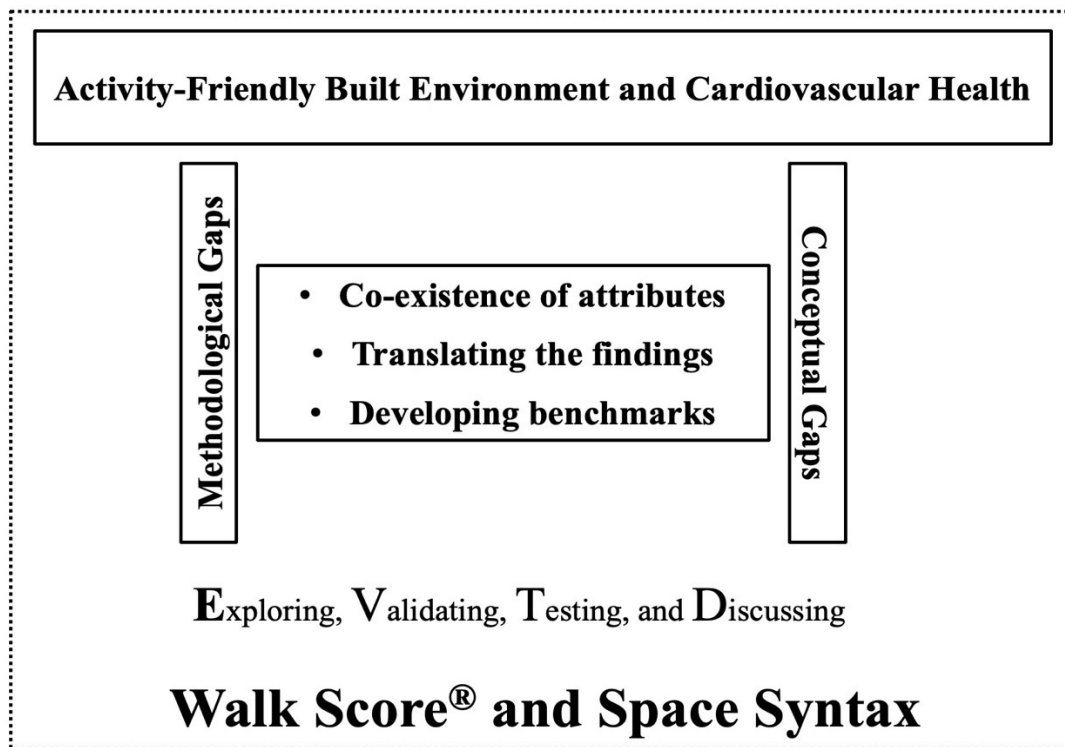 Activity-Friendly Built Environment and Cardiovascular Health
Methodological Gaps
• Co-existence of attributes
• Translating the findings
• Developing benchmarks
Conceptual Gaps
Exploring, Validating, Testing, and Discussing
Walk Score® and Space Syntax